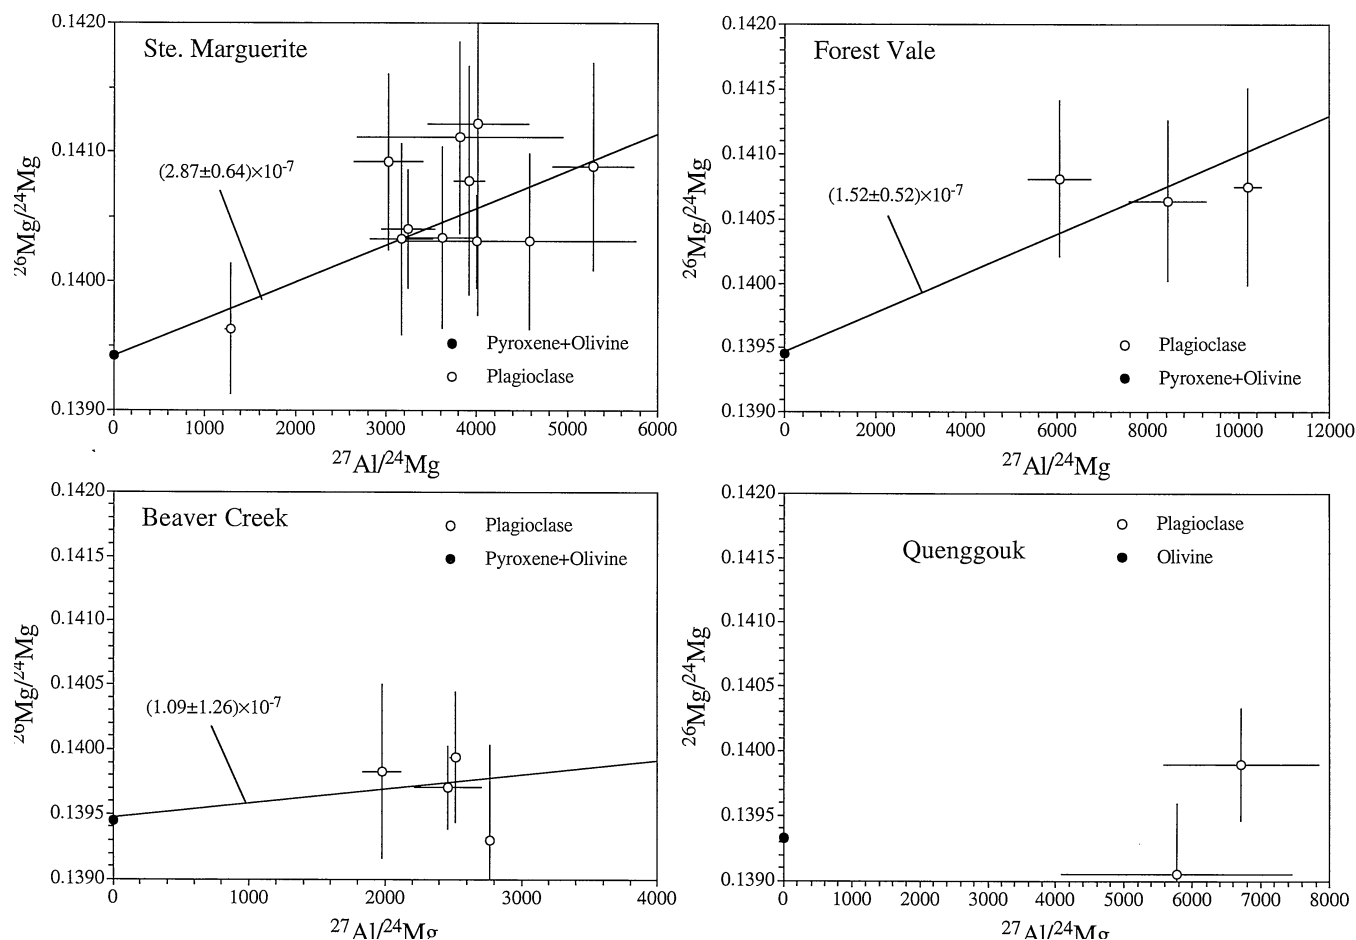 Ste. Marguerite
0.1420
0.1410
0.1400
0.1390
²⁶Mg/²⁴Mg
(2.87±0.64)×10⁻⁷
Pyroxene+Olivine
Plagioclase
0 1000 2000 3000 4000 5000 6000
²⁷Al/²⁴Mg
Forest Vale
0.1420
0.1415
0.1410
0.1405
0.1400
0.1395
0.1390
²⁶Mg/²⁴Mg
(1.52±0.52)×10⁻⁷
Plagioclase
Pyroxene+Olivine
0 2000 4000 6000 8000 10000 12000
²⁷Al/²⁴Mg
Beaver Creek
0.1420
0.1415
0.1410
0.1405
0.1400
0.1395
0.1390
²⁶Mg/²⁴Mg
Plagioclase
Pyroxene+Olivine
(1.09±1.26)×10⁻⁷
0 1000 2000 3000 4000
²⁷Al/²⁴Mg
Quenggouk
0.1420
0.1415
0.1410
0.1405
0.1400
0.1395
0.1390
²⁶Mg/²⁴Mg
Plagioclase
Olivine
0 1000 2000 3000 4000 5000 6000 7000 8000
²⁷Al/²⁴Mg